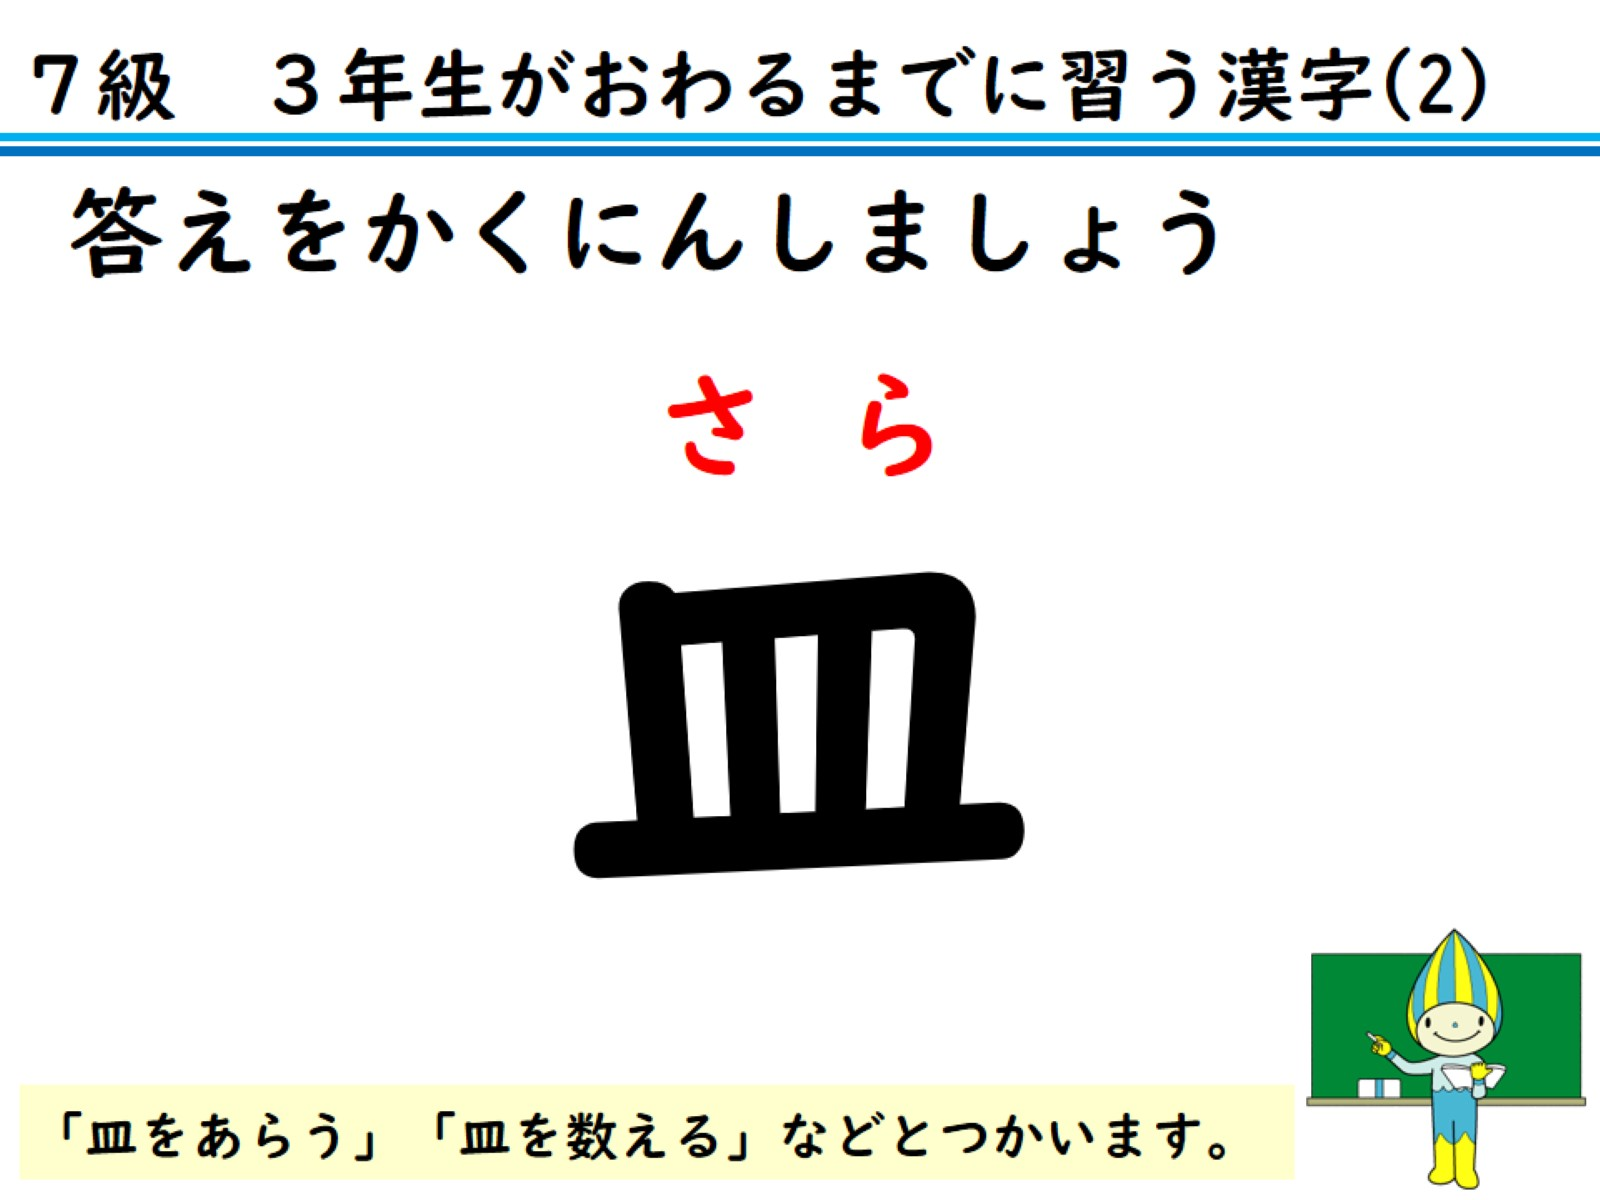 ７級　３年生がおわるまでに習う漢字(2)
答えをかくにんしましょう
さ ら
皿
「皿をあらう」「皿を数える」などとつかいます。